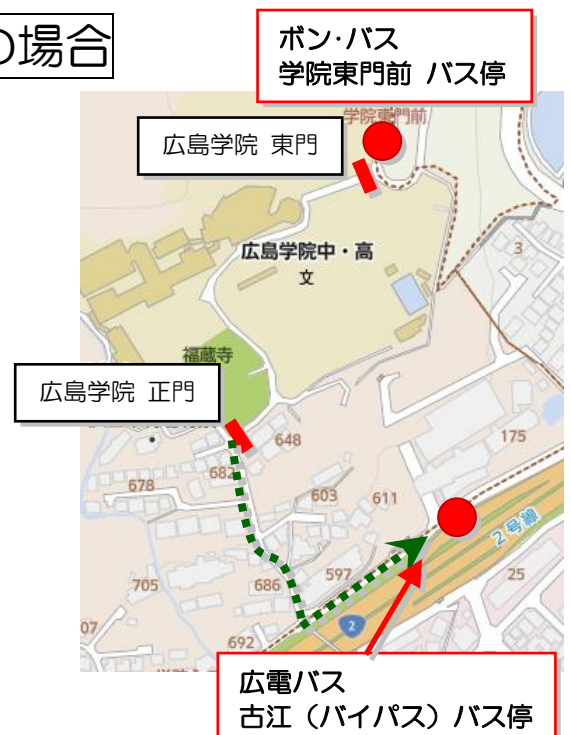 の場合
ボン・バス
学院東門前 バス停
学院東門前
広島学院 東門
広島学院中・高
文
3
福蔵寺
広島学院 正門
648
175
682
678
603
611
2号線
597
25
705
686
2
07
692
広電バス
古江（バイパス）バス停